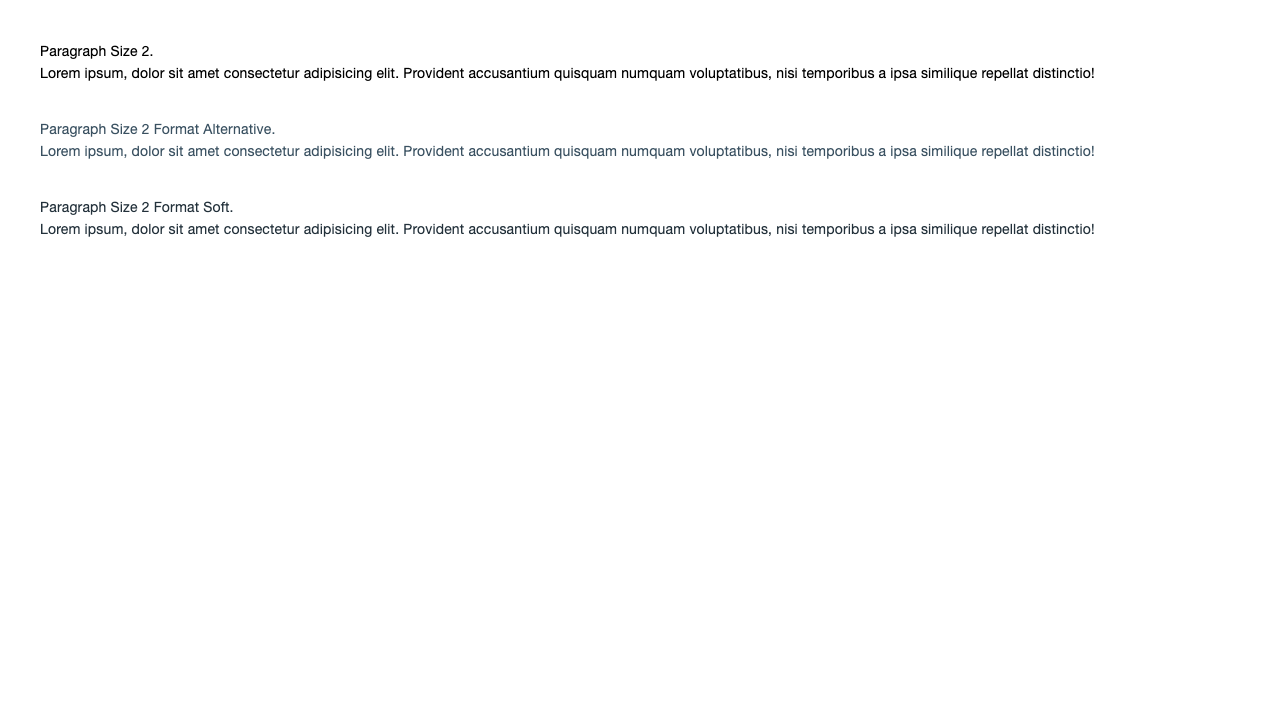 Paragraph Size 2.
Lorem ipsum, dolor sit amet consectetur adipisicing elit. Provident accusantium quisquam numquam voluptatibus, nisi temporibus a ipsa similique repellat distinctio!
Paragraph Size 2 Format Alternative.
Lorem ipsum, dolor sit amet consectetur adipisicing elit. Provident accusantium quisquam numquam voluptatibus, nisi temporibus a ipsa similique repellat distinctio!
Paragraph Size 2 Format Soft.
Lorem ipsum, dolor sit amet consectetur adipisicing elit. Provident accusantium quisquam numquam voluptatibus, nisi temporibus a ipsa similique repellat distinctio!